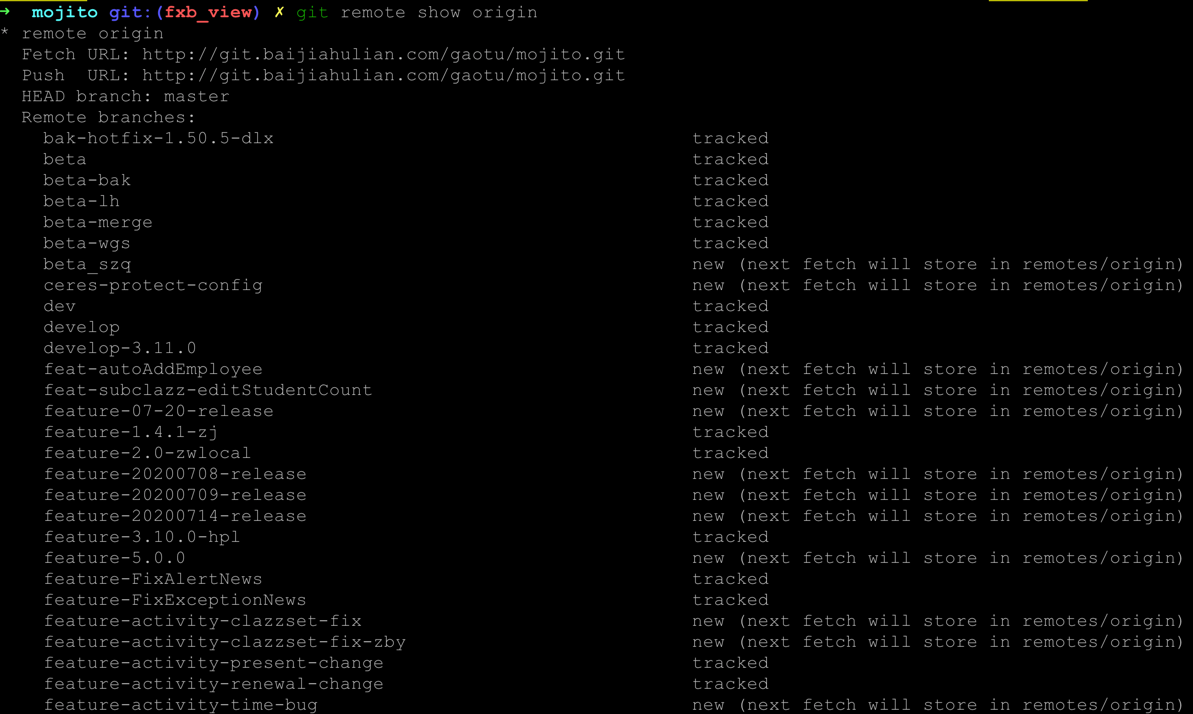 ➜  mojito git:(fxb_view) ✗ git remote show origin
* remote origin
  Fetch URL: http://git.baijiahulian.com/gaotu/mojito.git
  Push  URL: http://git.baijiahulian.com/gaotu/mojito.git
  HEAD branch: master
  Remote branches:
    bak-hotfix-1.50.5-dlx tracked
    beta tracked
    beta-bak tracked
    beta-lh tracked
    beta-merge tracked
    beta-wgs tracked
    beta_szq new (next fetch will store in remotes/origin)
    ceres-protect-config new (next fetch will store in remotes/origin)
    dev tracked
    develop tracked
    develop-3.11.0 tracked
    feat-autoAddEmployee new (next fetch will store in remotes/origin)
    feat-subclazz-editStudentCount new (next fetch will store in remotes/origin)
    feature-07-20-release new (next fetch will store in remotes/origin)
    feature-1.4.1-zj tracked
    feature-2.0-zwlocal tracked
    feature-20200708-release new (next fetch will store in remotes/origin)
    feature-20200709-release new (next fetch will store in remotes/origin)
    feature-20200714-release new (next fetch will store in remotes/origin)
    feature-3.10.0-hpl tracked
    feature-5.0.0 new (next fetch will store in remotes/origin)
    feature-FixAlertNews tracked
    feature-FixExceptionNews tracked
    feature-activity-clazzset-fix new (next fetch will store in remotes/origin)
    feature-activity-clazzset-fix-zby new (next fetch will store in remotes/origin)
    feature-activity-present-change tracked
    feature-activity-renewal-change tracked
    feature-activity-time-bug new (next fetch will store in remotes/origin)